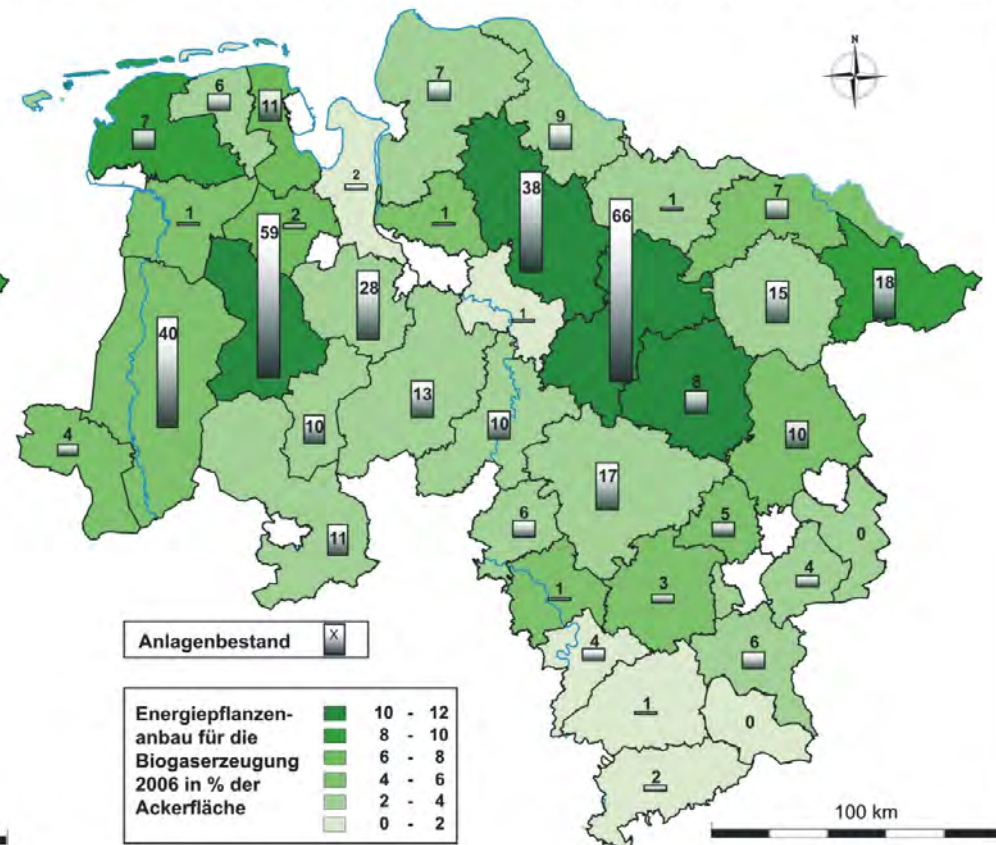 N
7
6
11
7
9
2
1
2
1
38
66
1
7
59
28
18
15
40
1
8
13
10
10
10
4
17
11
6
5
0
4
1
3
4
6
1
0
2
Anlagenbestand X
Energiepflanzen-
anbau für die
Biogaserzeugung
2006 in % der
Ackerfläche
10 - 12
8 - 10
6 - 8
4 - 6
2 - 4
0 - 2
100 km